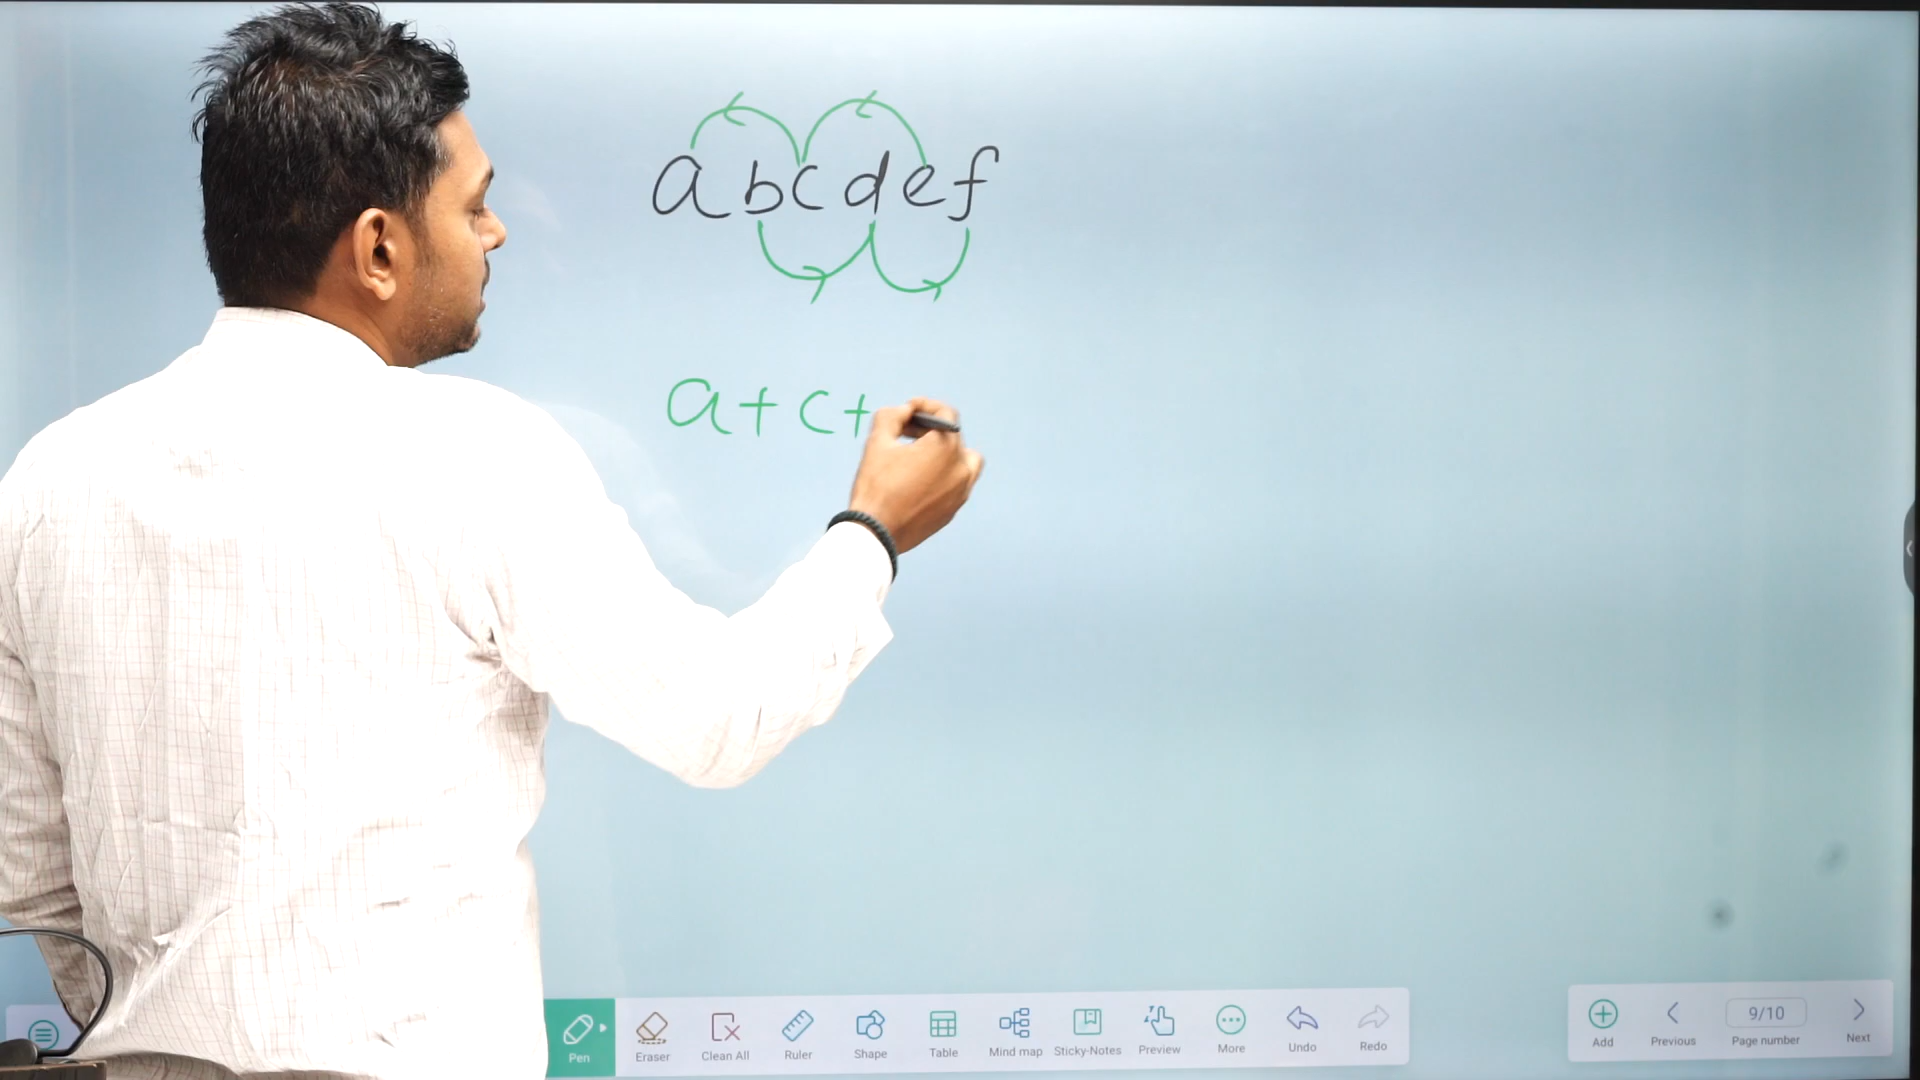 abcdef
a+c+
Pen
Eraser
Clean All
Ruler
Shape
Table
Mind map
Sticky-Notes
Preview
More
Undo
Redo
Add
Previous
9/10
Page number
Next